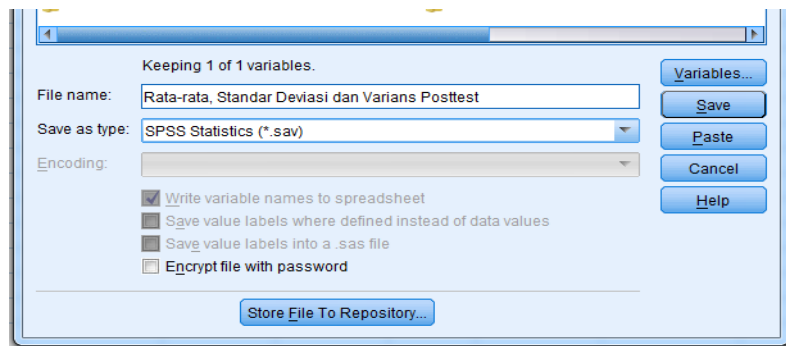 Keeping 1 of 1 variables.
Variables...
File name: Rata-rata, Standar Deviasi dan Varians Posttest
Save
Save as type: SPSS Statistics (*.sav)
Paste
Encoding:
Cancel
Write variable names to spreadsheet
Help
Save value labels where defined instead of data values
Save value labels into a .sas file
Encrypt file with password
Store File To Repository...